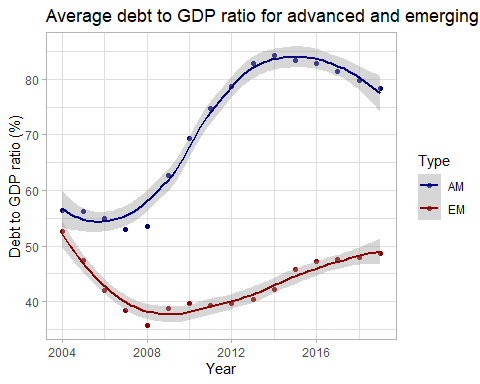 Average debt to GDP ratio for advanced and emerging
Debt to GDP ratio (%)
80
70
60
50
40
2004
2008
2012
2016
Year
Type
AM
EM